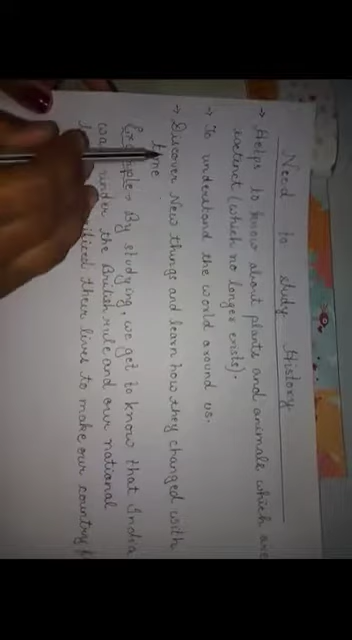 Need to study History
→ Helps to know about plants and animals which are
extinct (which no longer exists).
→ To understand the world around us.
→ Discover New things and learn how they changed with
time
Example → By studying, we get to know that India
was under the British rule and our national
their lives to make our country